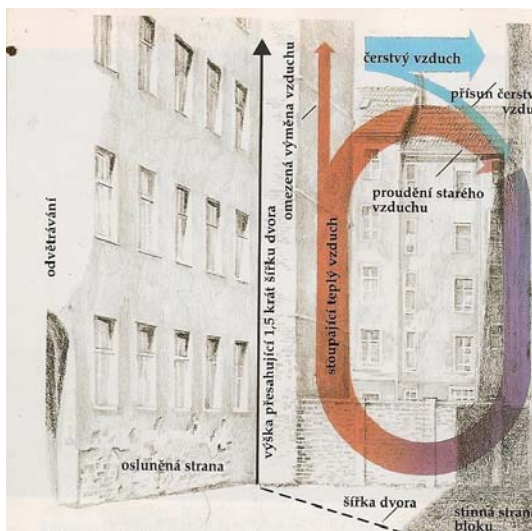 čerstvý vzduch
přísun čerstv
vzdu
omezená výměna vzduchu
proudění starého
vzduchu
odvětrávání
výška přesahující 1,5 krát šířku dvora
stoupající teplý vzduch
osluněná strana
šířka dvora
stinná stran
bloku